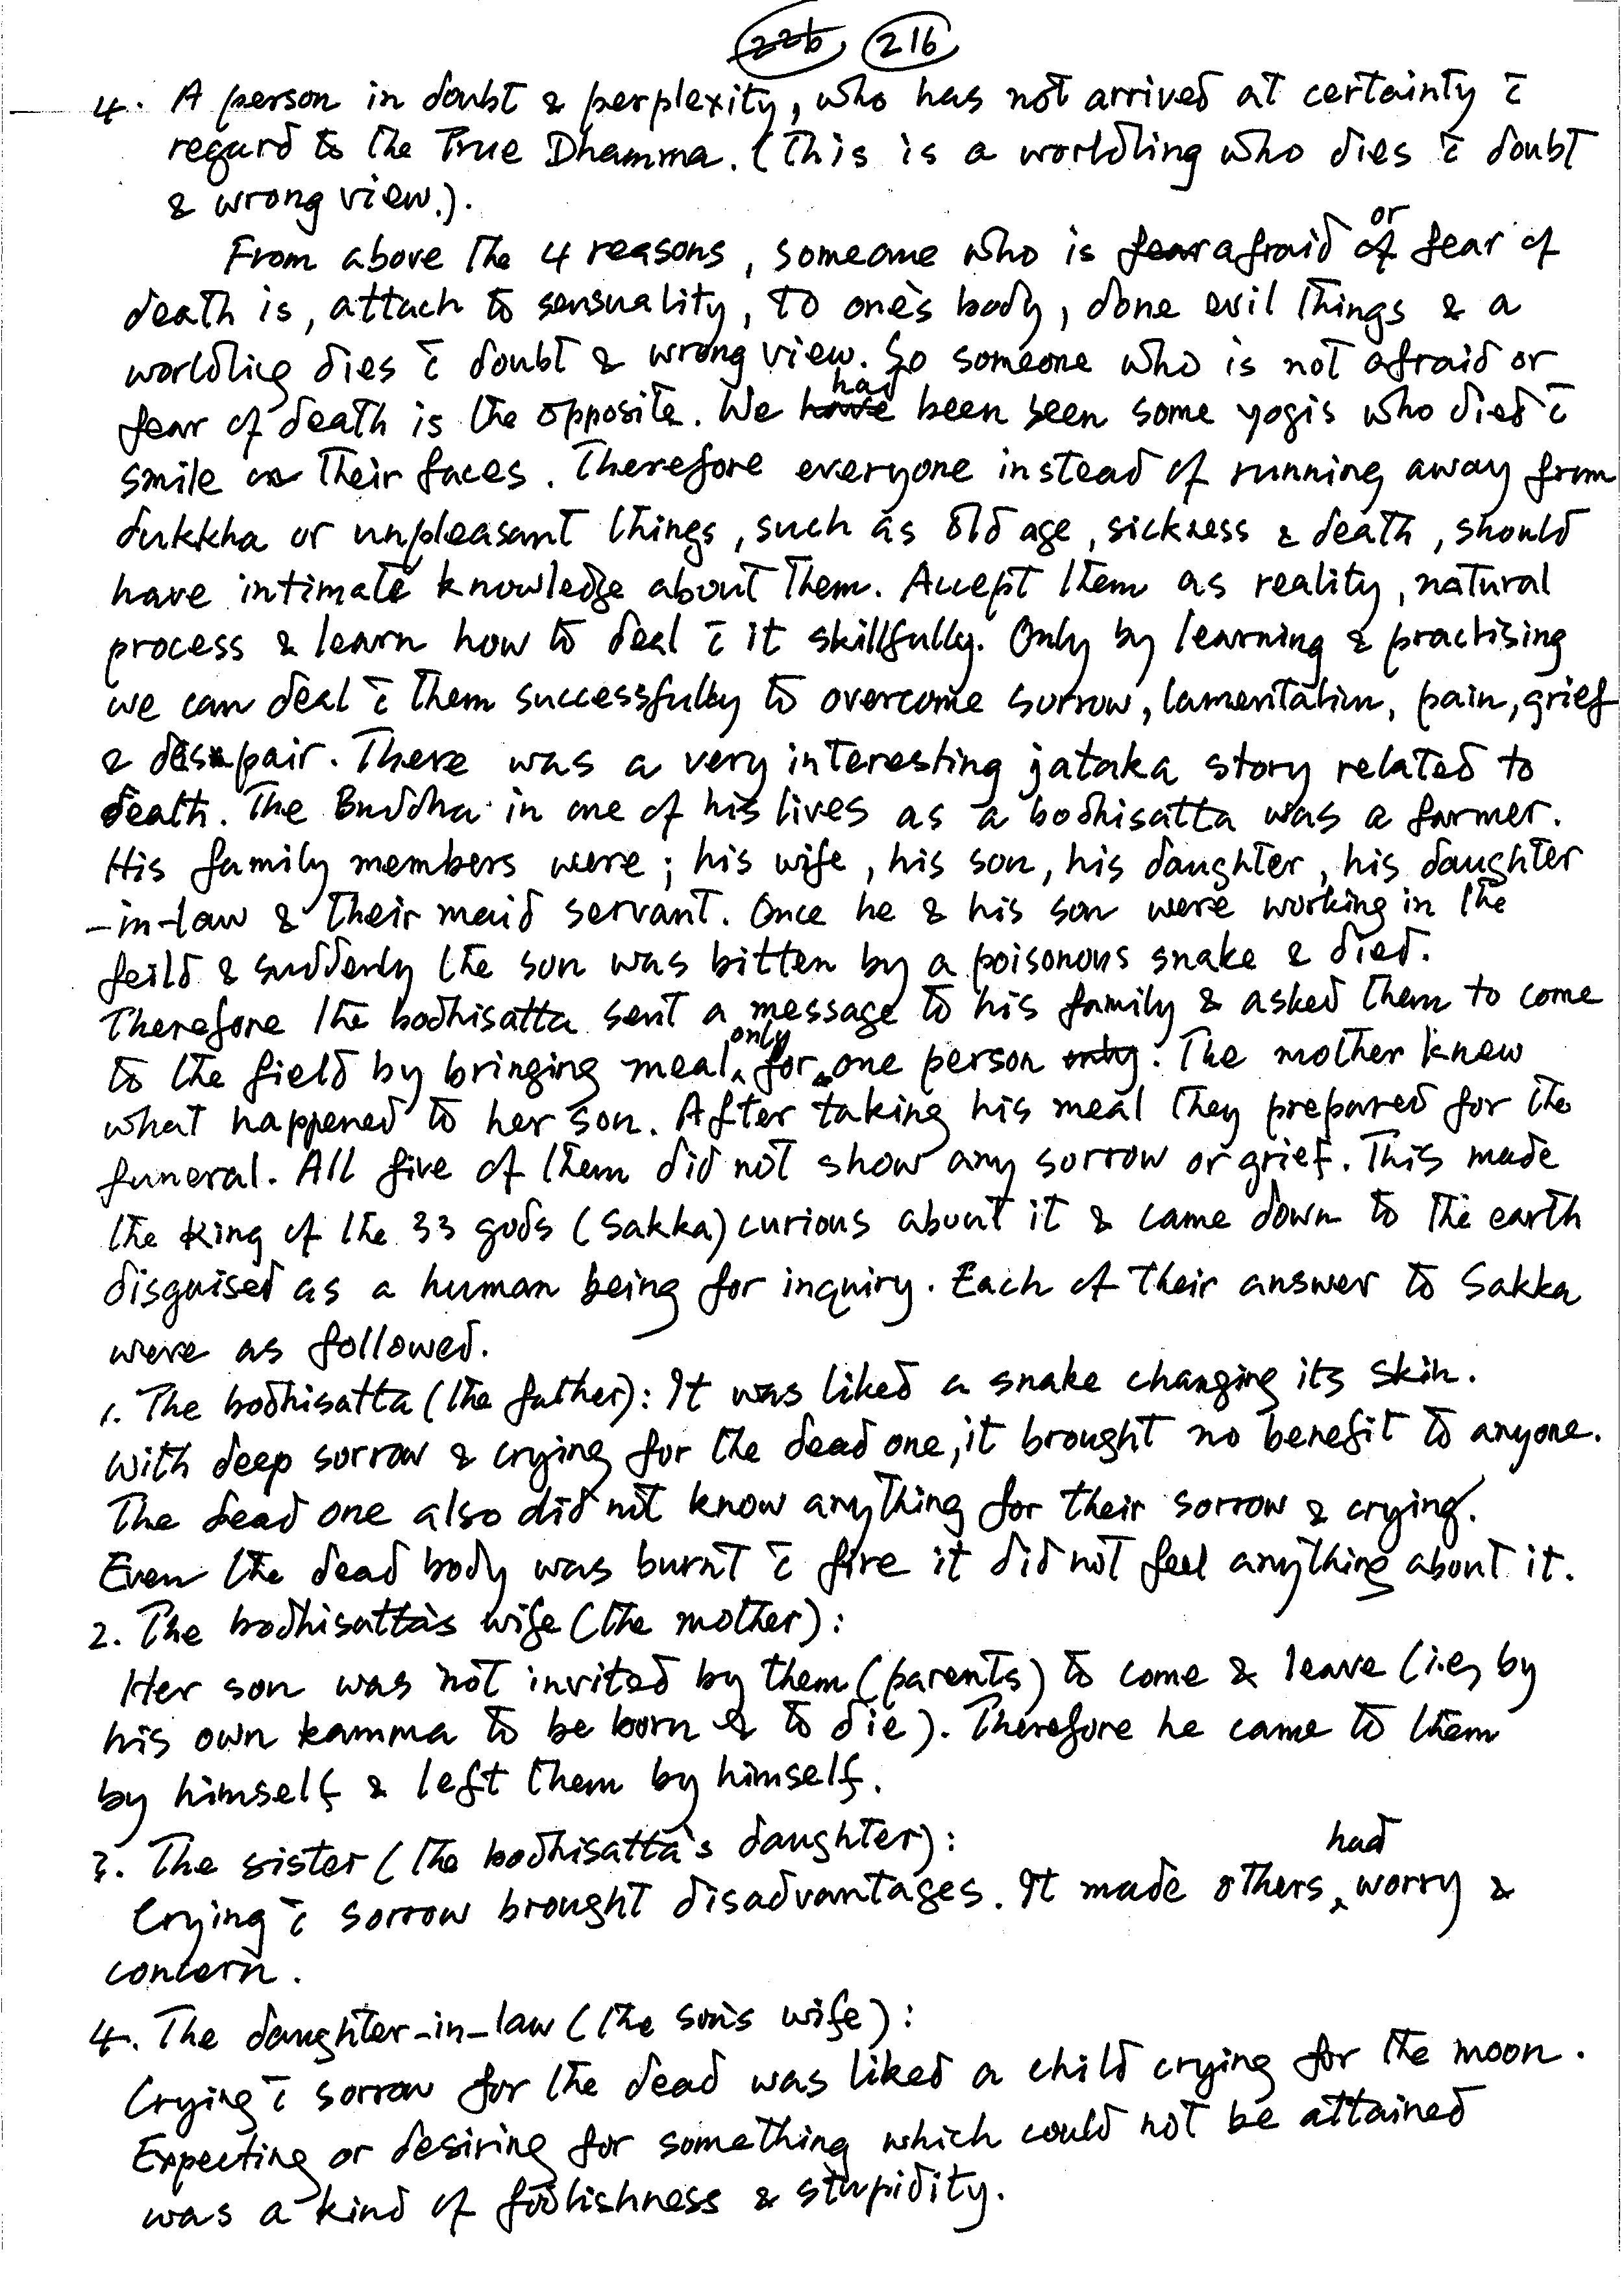 226, 216
4. A person in doubt & perplexity, who has not arrived at certainty c̄
regard to the True Dhamma. (This is a worldling who dies c̄ doubt
& wrong view.).
From above the 4 reasons, someone who is fear afraid or of fear of
death is, attach to sensuality, to one's body, done evil things & a
worldling dies c̄ doubt & wrong view. So someone who is not afraid or
fear of death is the opposite. We have had been seen some yogis who died c̄
smile on their faces. Therefore everyone instead of running away from
dukkha or unpleasant things, such as old age, sickness & death, should
have intimate knowledge about them. Accept them as reality, natural
process & learn how to deal c̄ it skillfully. Only by learning & practising
we can deal c̄ them successfully to overcome sorrow, lamentation, pain, grief
& despair. There was a very interesting jataka story related to
death. The Buddha in one of his lives as a bodhisatta was a farmer.
His family members were; his wife, his son, his daughter, his daughter
-in-law & their maid servant. Once he & his son were working in the
feild & suddenly the son was bitten by a poisonous snake & died.
Therefore the bodhisatta sent a message to his family & asked them to come
to the field by bringing meal only for one person only. The mother knew
what happened to her son. After taking his meal they prepared for the
funeral. All five of them did not show any sorrow or grief. This made
the king of the 33 gods (Sakka) curious about it & came down to the earth
disguised as a human being for inquiry. Each of their answer to Sakka
were as followed.
1. The bodhisatta (the father): It was liked a snake changing its skin.
With deep sorrow & crying for the dead one, it brought no benefit to anyone.
The dead one also did not know anything for their sorrow & crying.
Even the dead body was burnt c̄ fire it did not feel anything about it.
2. The bodhisatta's wife (the mother):
Her son was not invited by them (parents) to come & leave (i.e, by
his own kamma to be born & to die). Therefore he came to them
by himself & left them by himself.
3. The sister (the bodhisatta's daughter):
Crying c̄ sorrow brought disadvantages. It made others had worry &
concern.
4. The daughter-in-law (the son's wife):
Crying c̄ sorrow for the dead was liked a child crying for the moon.
Expecting or desiring for something which could not be attained
was a kind of foolishness & stupidity.